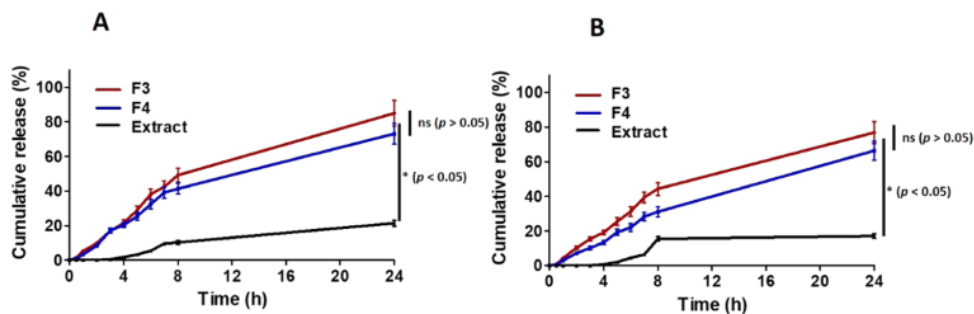 A
Cumulative release (%)
100
80
60
40
20
0
F3
F4
Extract
ns (p > 0.05)
* (p < 0.05)
0 4 8 12 16 20 24
Time (h)
B
Cumulative release (%)
100
80
60
40
20
0
F3
F4
Extract
ns (p > 0.05)
* (p < 0.05)
0 4 8 12 16 20 24
Time (h)